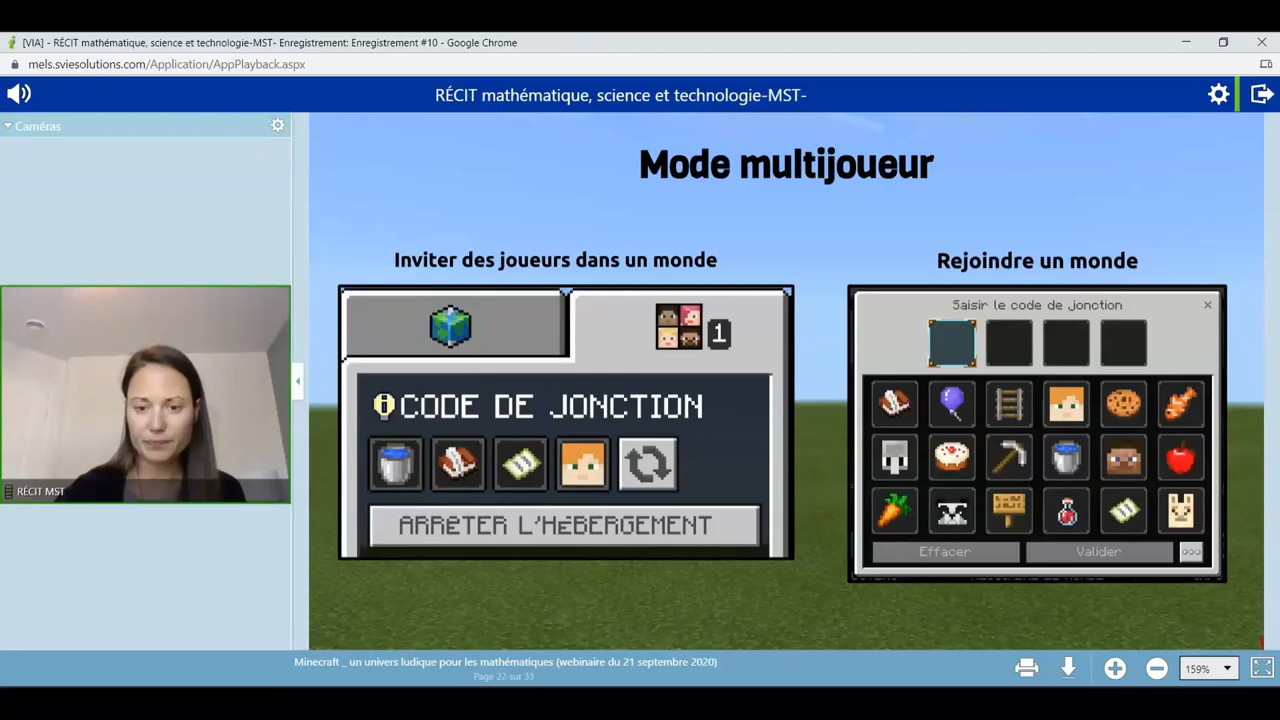 [VIA] - RÉCIT mathématique, science et technologie-MST- Enregistrement: Enregistrement #10 - Google Chrome
mels.sviesolutions.com/Application/AppPlayback.aspx
RÉCIT mathématique, science et technologie-MST-
Caméras
Mode multijoueur
Inviter des joueurs dans un monde
Rejoindre un monde
Saisir le code de jonction
1
CODE DE JONCTION
ARRêTER L'HéBERGEMENT
Effacer
Valider
RÉCIT MST
Minecraft _ un univers ludique pour les mathématiques (webinaire du 21 septembre 2020)
Page 22 sur 33
159%